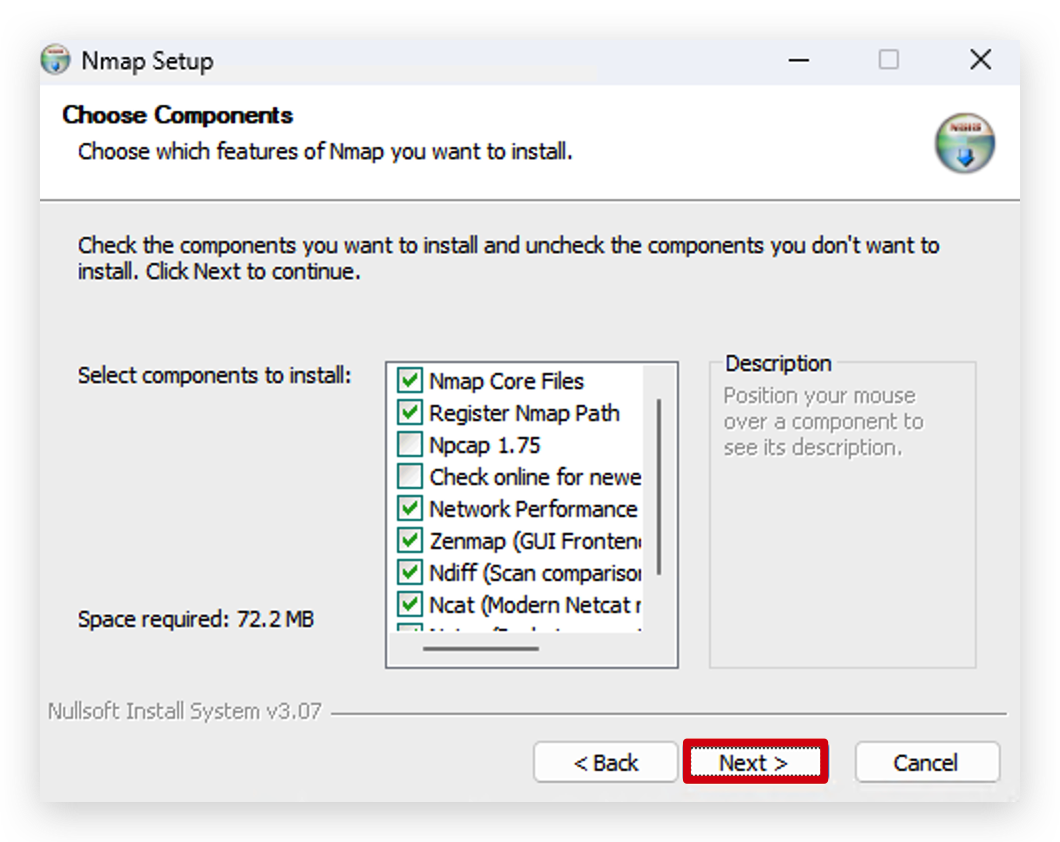 Nmap Setup
Choose Components
Choose which features of Nmap you want to install.
Check the components you want to install and uncheck the components you don't want to
install. Click Next to continue.
Select components to install:
Nmap Core Files
Register Nmap Path
Npcap 1.75
Check online for newe
Network Performance
Zenmap (GUI Fronten
Ndiff (Scan compariso
Ncat (Modern Netcat r
Description
Position your mouse
over a component to
see its description.
Space required: 72.2 MB
Nullsoft Install System v3.07
< Back
Next >
Cancel